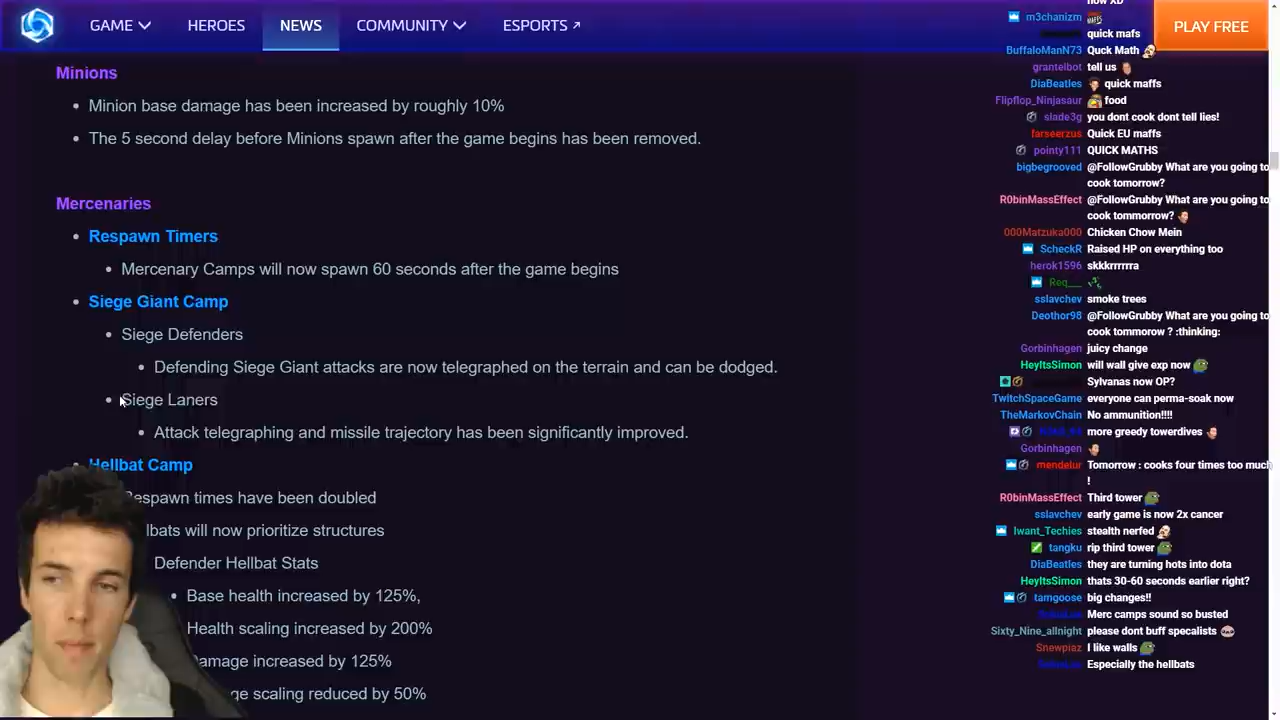 GAME
HEROES
NEWS
COMMUNITY
ESPORTS
PLAY FREE
Minions
Minion base damage has been increased by roughly 10%
The 5 second delay before Minions spawn after the game begins has been removed.
Mercenaries
Respawn Timers
Mercenary Camps will now spawn 60 seconds after the game begins
Siege Giant Camp
Siege Defenders
Defending Siege Giant attacks are now telegraphed on the terrain and can be dodged.
Siege Laners
Attack telegraphing and missile trajectory has been significantly improved.
Hellbat Camp
Respawn times have been doubled
lbats will now prioritize structures
Defender Hellbat Stats
Base health increased by 125%,
Health scaling increased by 200%
Damage increased by 125%
ge scaling reduced by 50%
now XD
m3chanizm
quick mafs
BuffaloManN73 Quck Math
grantelbot tell us
DiaBeatles quick maffs
Flipflop_Ninjasaur food
slade3g you dont cook dont tell lies!
farseerzus Quick EU maffs
pointy111 QUICK MATHS
bigbegrooved @FollowGrubby What are you going to
cook tomorrow?
R0binMassEffect @FollowGrubby What are you going to
cook tommorrow?
000Matzuka000 Chicken Chow Mein
ScheckR Raised HP on everything too
herok1596 skkkrrrrrra
Req___
sslavchev smoke trees
Deothor98 @FollowGrubby What are you going to
cook tommorow ? :thinking:
Gorbinhagen juicy change
HeyItsSimon will wall give exp now
Sylvanas now OP?
TwitchSpaceGame everyone can perma-soak now
TheMarkovChain No ammunition!!!!
more greedy towerdives
Gorbinhagen
mendelur Tomorrow : cooks four times too much
!
R0binMassEffect Third tower
sslavchev early game is now 2x cancer
Iwant_Techies stealth nerfed
tangku rip third tower
DiaBeatles they are turning hots into dota
HeyItsSimon thats 30-60 seconds earlier right?
tamgoose big changes!!
Merc camps sound so busted
Sixty_Nine_allnight please dont buff specalists
Snewpiaz I like walls
Especially the hellbats